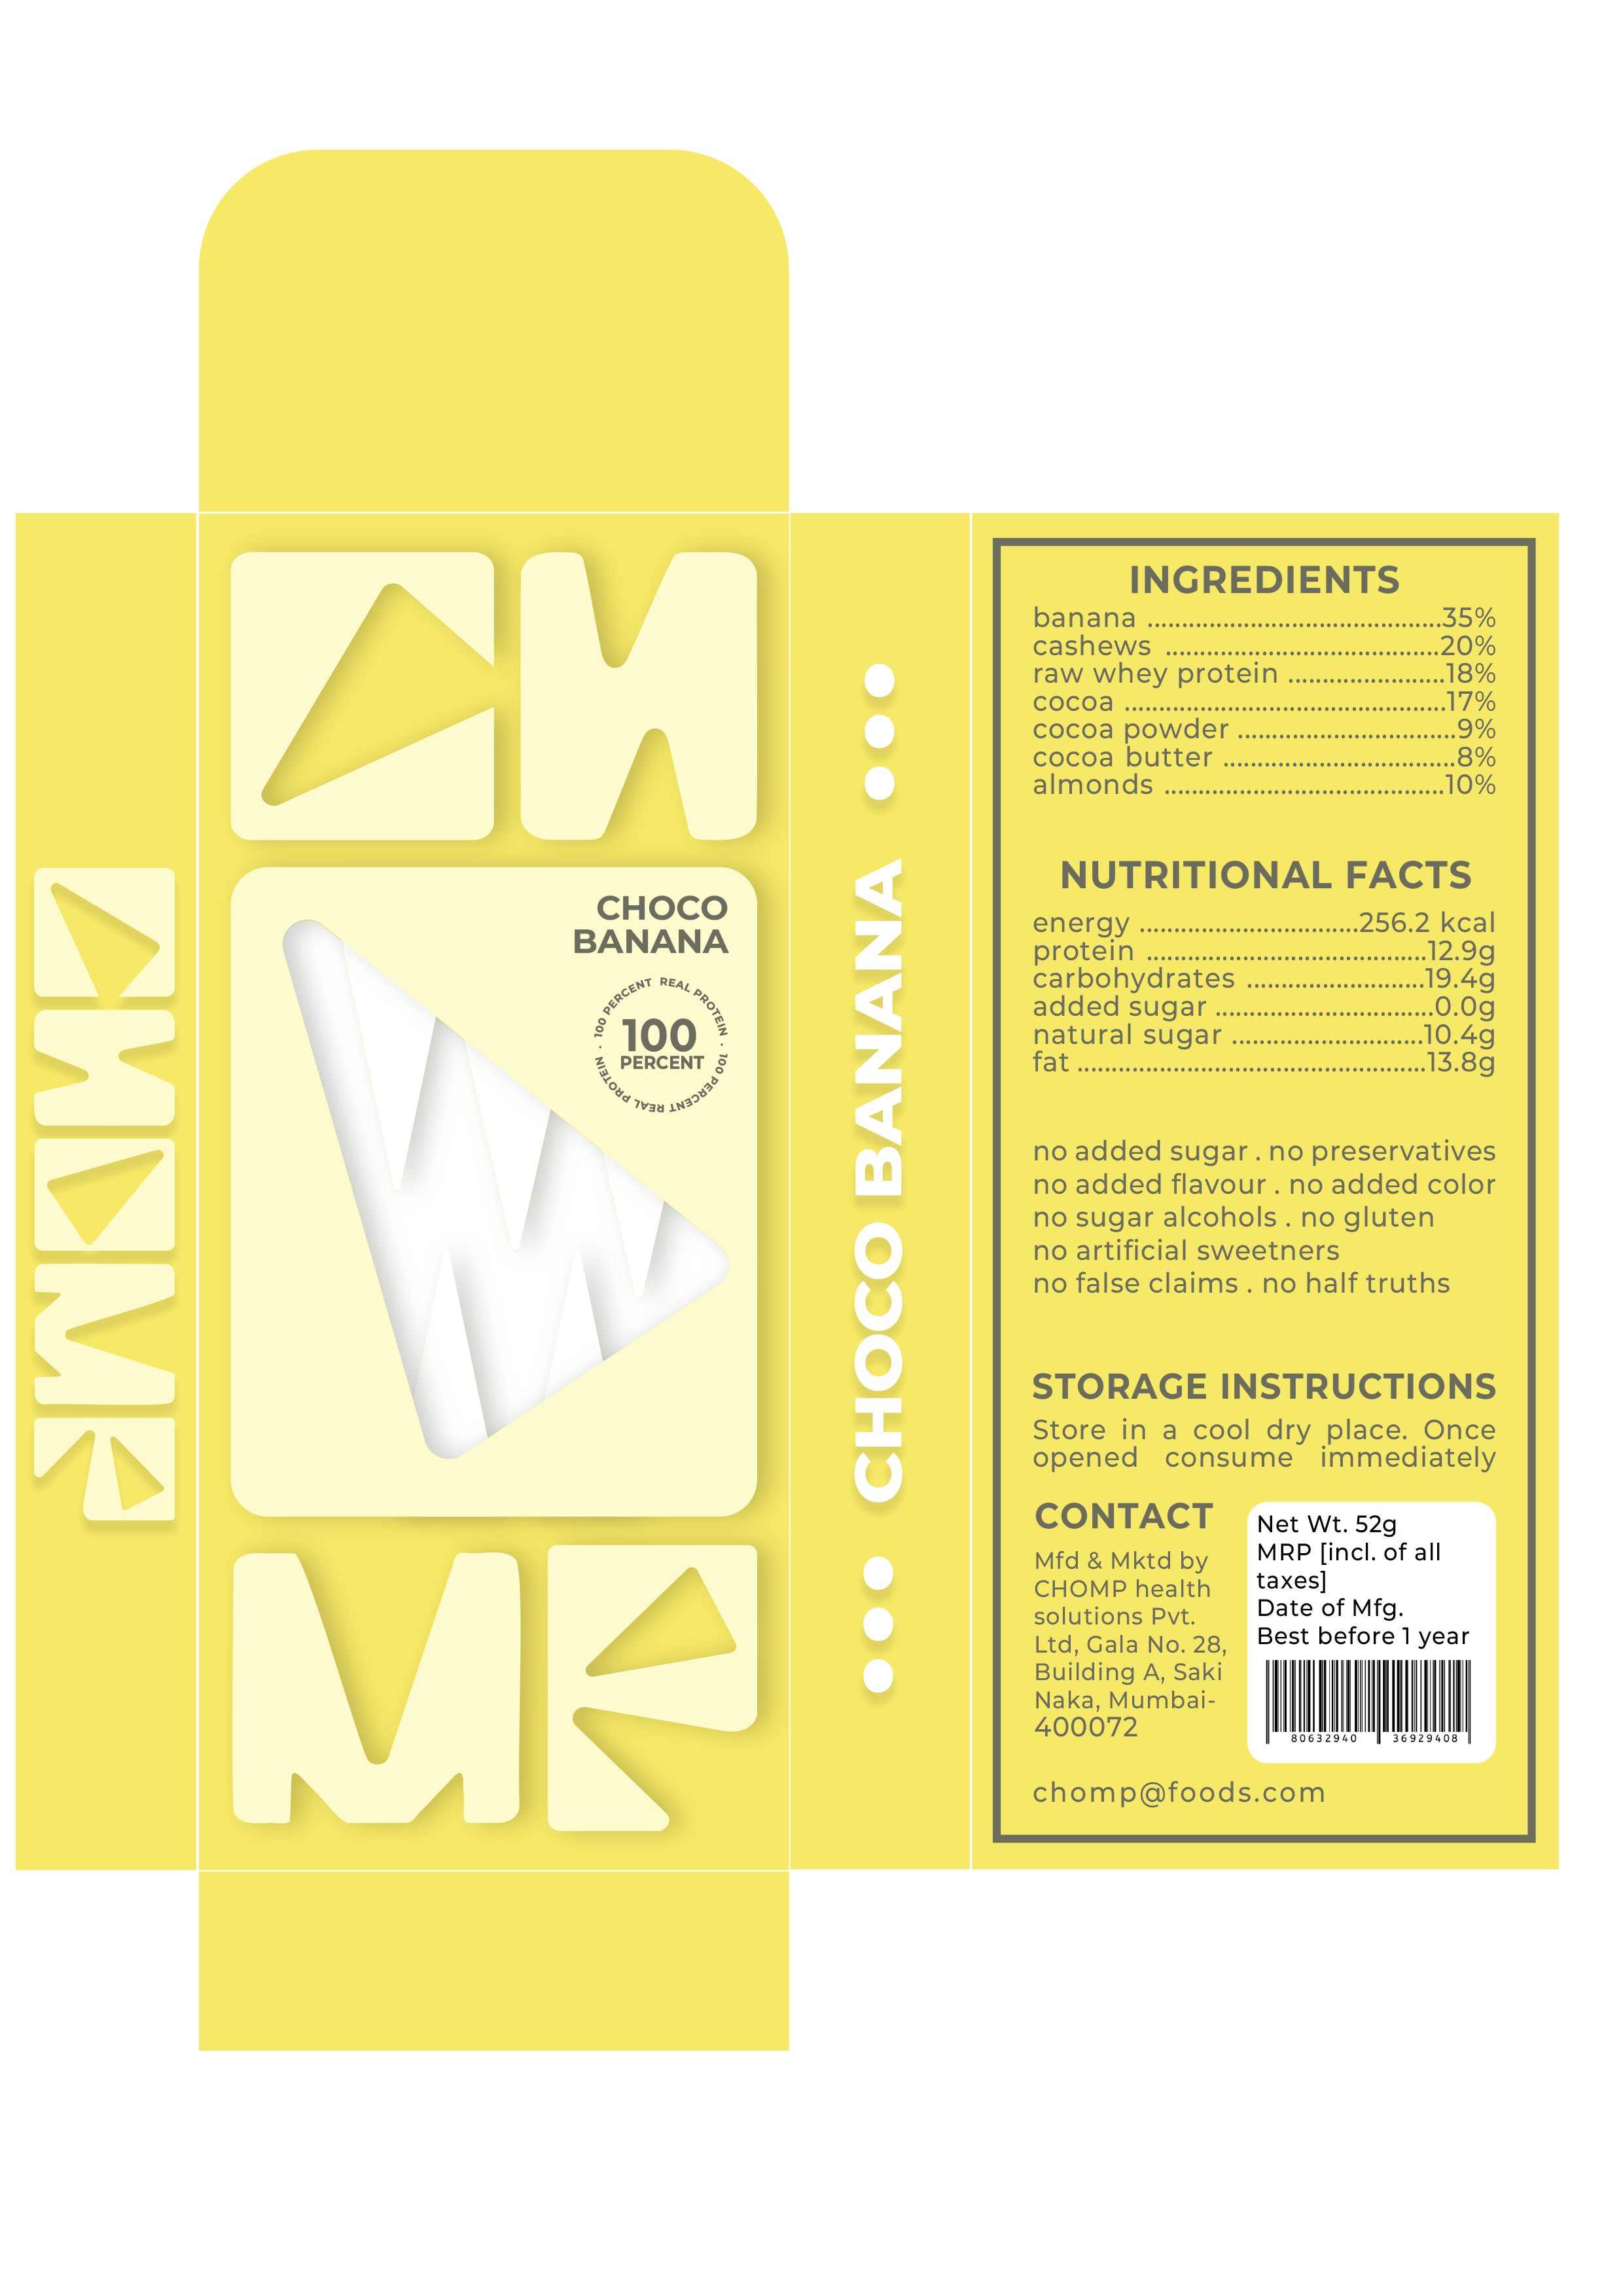 CHOMP
CHOMP
CHOCO
BANANA
100 PERCENT REAL PROTEIN · 100 PERCENT REAL PROTEIN ·
100
PERCENT
CHOCO BANANA
INGREDIENTS
banana ...........................................35%
cashews ........................................20%
raw whey protein .......................18%
cocoa ...............................................17%
cocoa powder ................................9%
cocoa butter ..................................8%
almonds .........................................10%
NUTRITIONAL FACTS
energy ................................256.2 kcal
protein .........................................12.9g
carbohydrates ..........................19.4g
added sugar ................................0.0g
natural sugar ............................10.4g
fat ...................................................13.8g
no added sugar . no preservatives
no added flavour . no added color
no sugar alcohols . no gluten
no artificial sweetners
no false claims . no half truths
STORAGE INSTRUCTIONS
Store in a cool dry place. Once
opened consume immediately
CONTACT
Mfd & Mktd by
CHOMP health
solutions Pvt.
Ltd, Gala No. 28,
Building A, Saki
Naka, Mumbai-
400072
Net Wt. 52g
MRP [incl. of all
taxes]
Date of Mfg.
Best before 1 year
80632940 36929408
chomp@foods.com